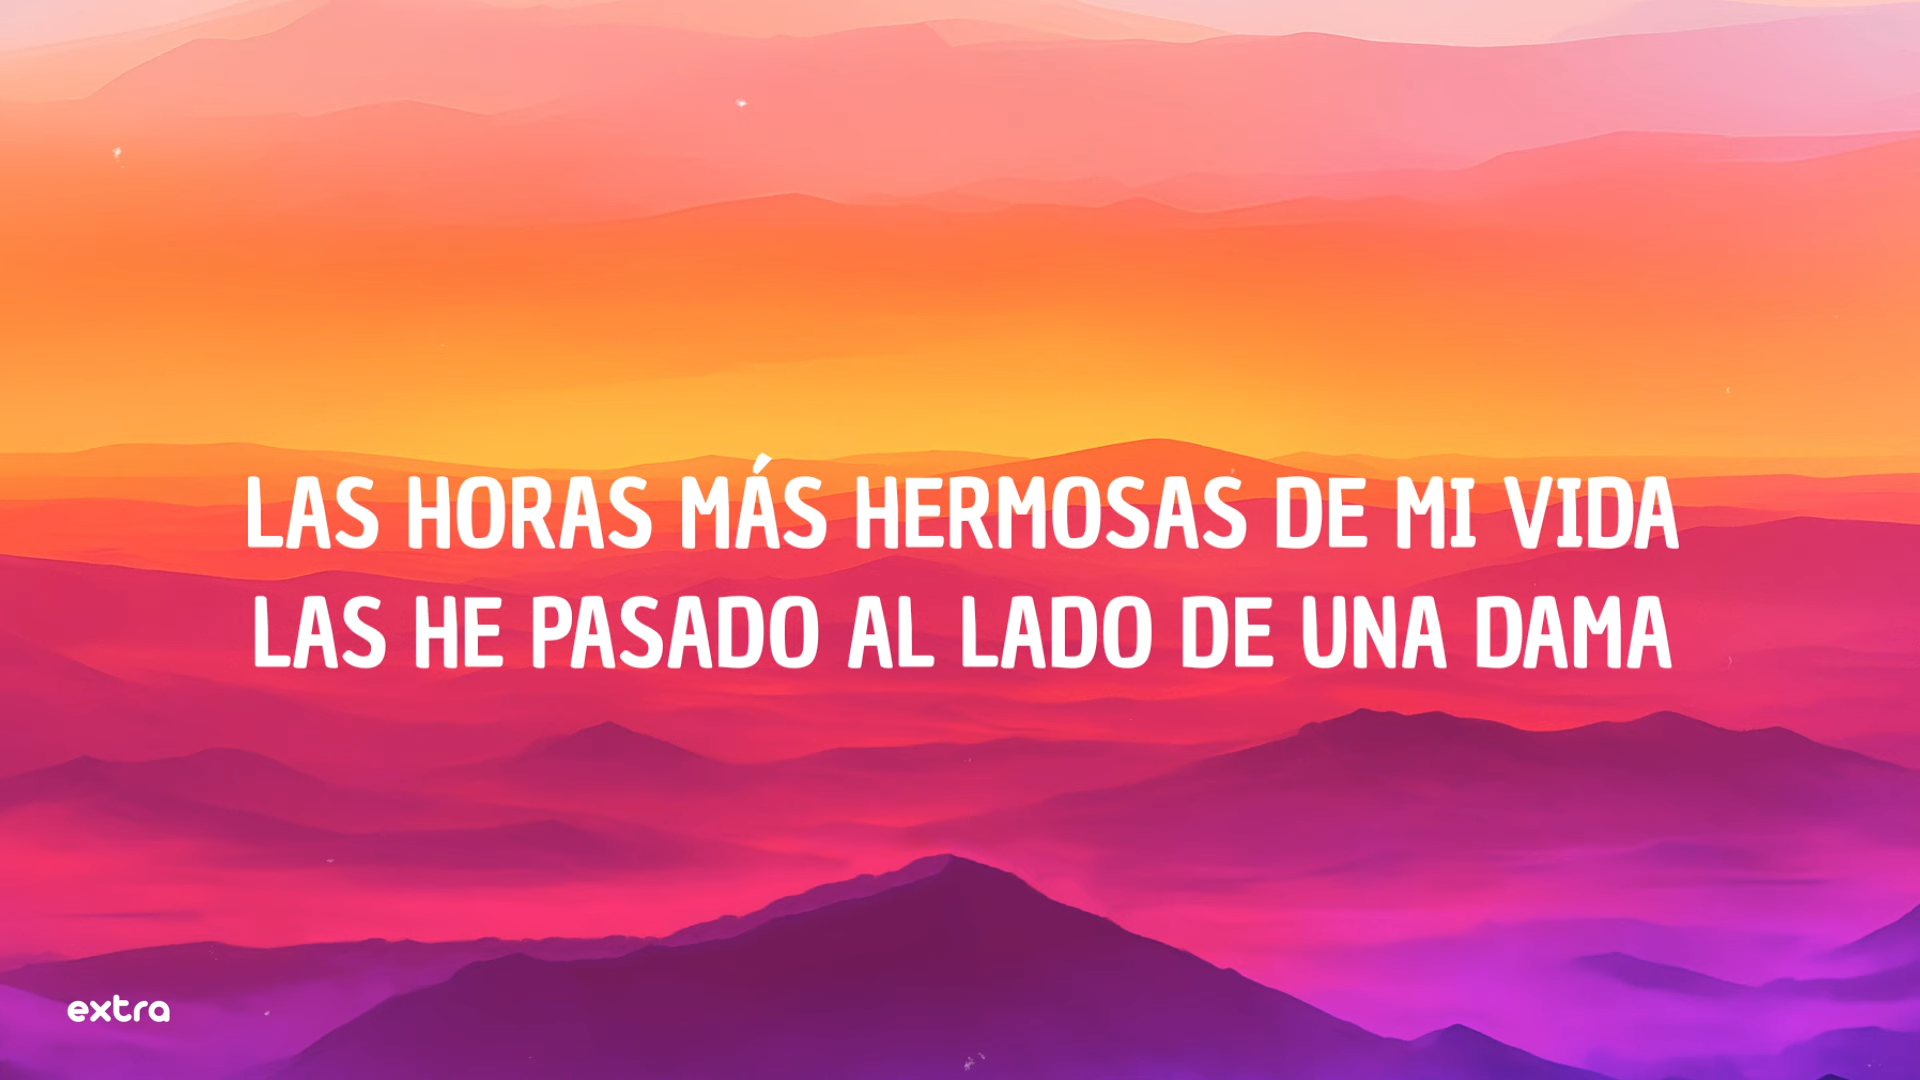 LAS HORAS MÁS HERMOSAS DE MI VIDA
LAS HE PASADO AL LADO DE UNA DAMA
extra